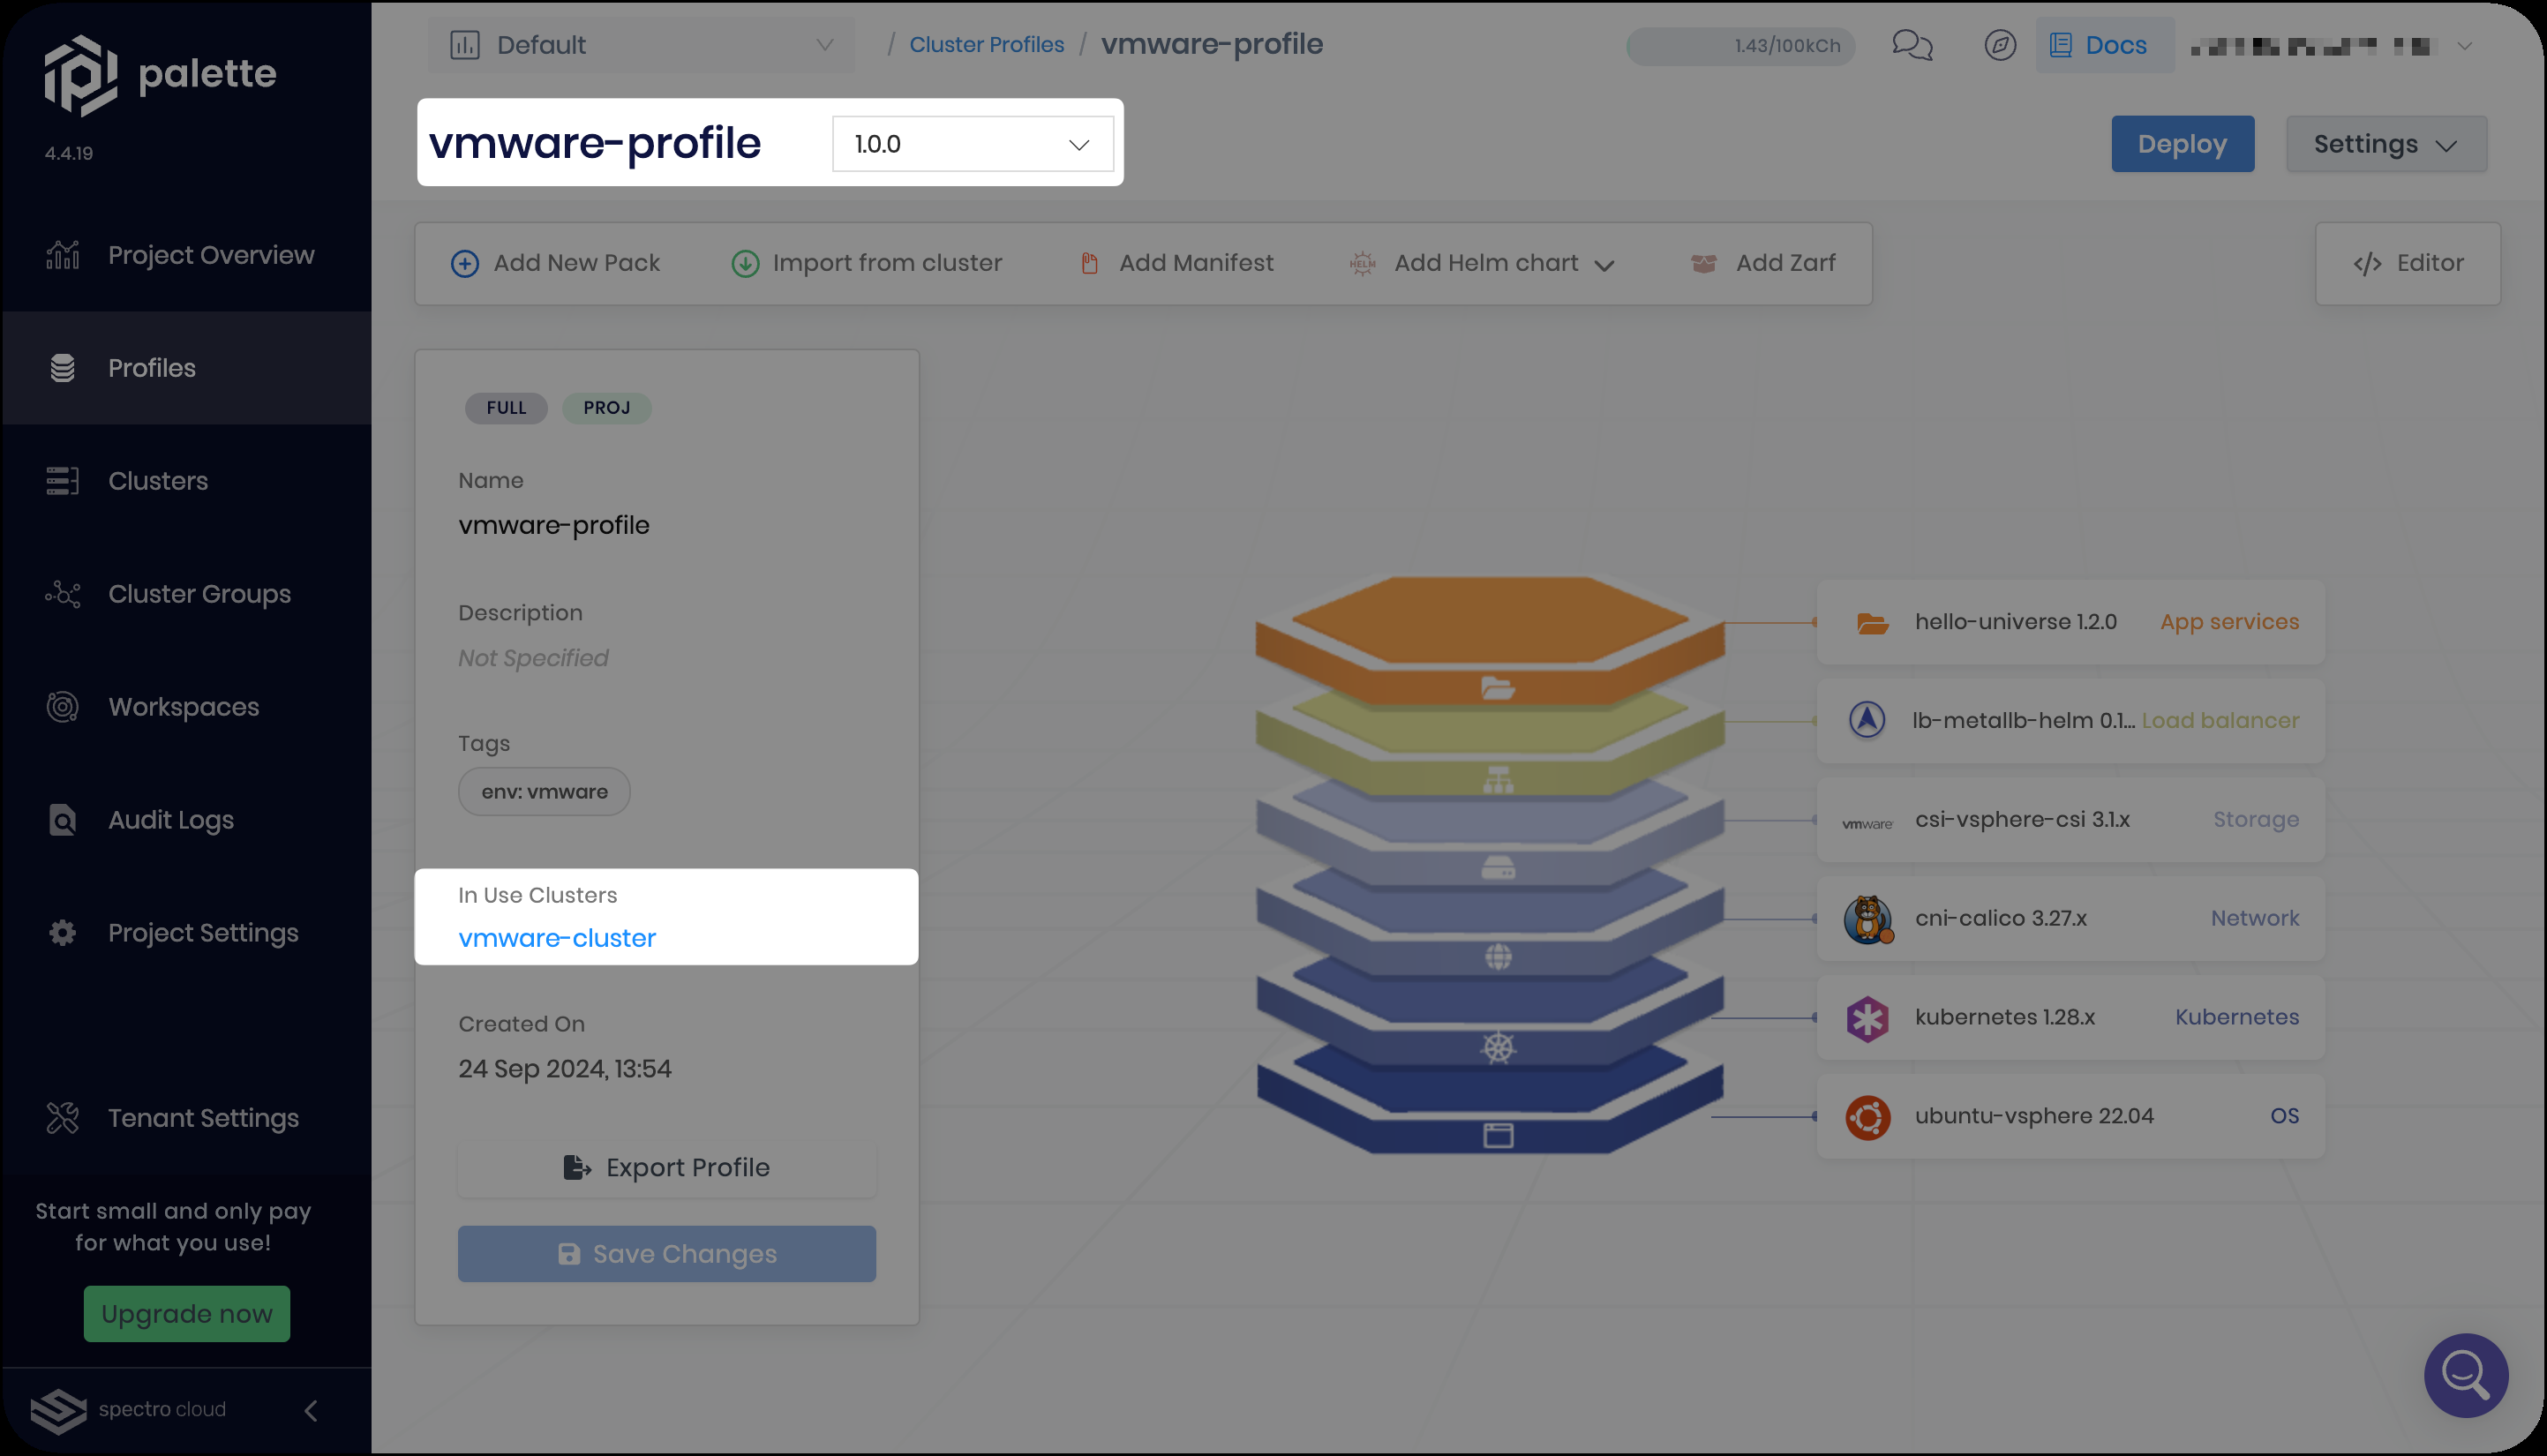 palette
4.4.19
Project Overview
Profiles
Clusters
Cluster Groups
Workspaces
Audit Logs
Project Settings
Tenant Settings
Start small and only pay
for what you use!
Upgrade now
spectro cloud
Default / Cluster Profiles / vmware-profile
1.43/100kCh
Docs
vmware-profile
1.0.0
Deploy
Settings
Add New Pack
Import from cluster
Add Manifest
HELM
Add Helm chart
Add Zarf
</> Editor
FULL PROJ
Name
vmware-profile
Description
Not Specified
Tags
env: vmware
In Use Clusters
vmware-cluster
Created On
24 Sep 2024, 13:54
Export Profile
Save Changes
hello-universe 1.2.0 App services
lb-metallb-helm 0.1... Load balancer
vmware csi-vsphere-csi 3.1.x Storage
cni-calico 3.27.x Network
kubernetes 1.28.x Kubernetes
ubuntu-vsphere 22.04 OS